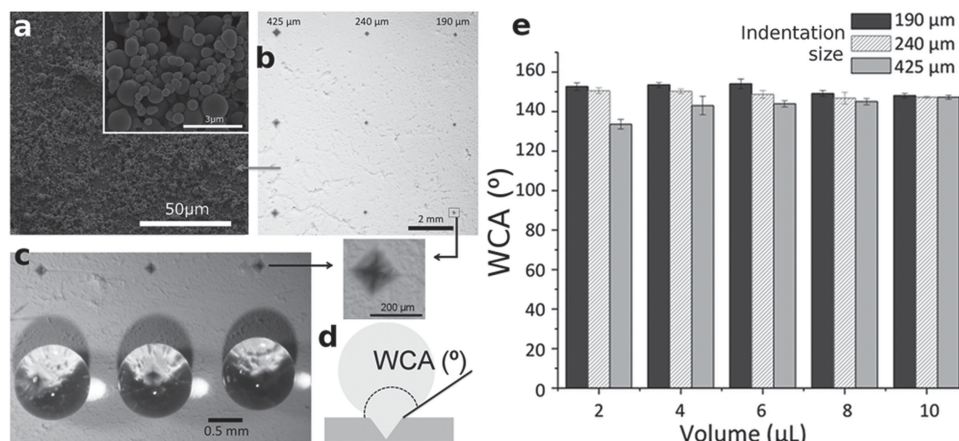 a
3µm
50µm
b
425 µm 240 µm 190 µm
2 mm
200µm
c
0.5 mm
d
WCA (º)
e
Indentation size
190 µm
240 µm
425 µm
WCA (º)
160
140
120
100
80
60
40
20
0
2 4 6 8 10
Volume (µL)